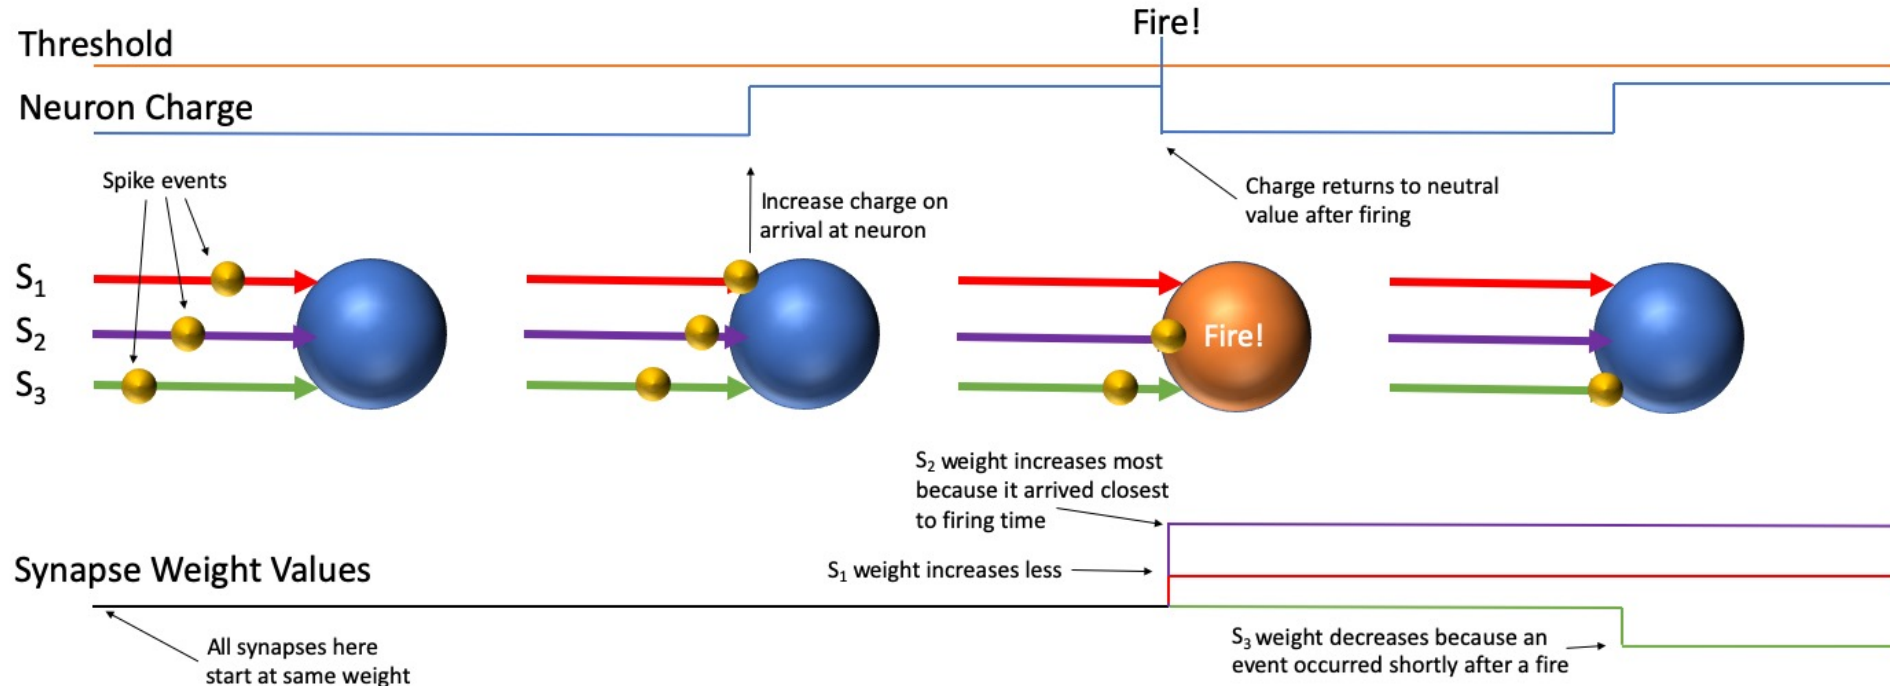 Fire!
Threshold
Neuron Charge
Spike events
Increase charge on
arrival at neuron
Charge returns to neutral
value after firing
S₁
S₂
S₃
Fire!
S₂ weight increases most
because it arrived closest
to firing time
Synapse Weight Values
S₁ weight increases less
All synapses here
start at same weight
S₃ weight decreases because an
event occurred shortly after a fire